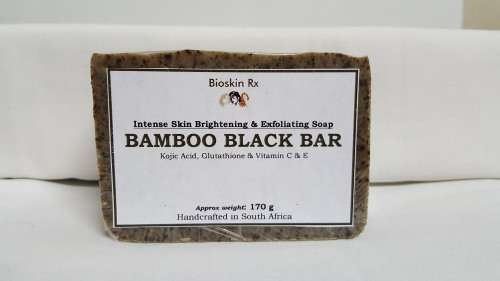 Bioskin Rx
Intense Skin Brightening & Exfoliating Soap
BAMBOO BLACK BAR
Kojic Acid, Glutathione & Vitamin C & E
Approx weight: 170 g
Handcrafted in South Africa